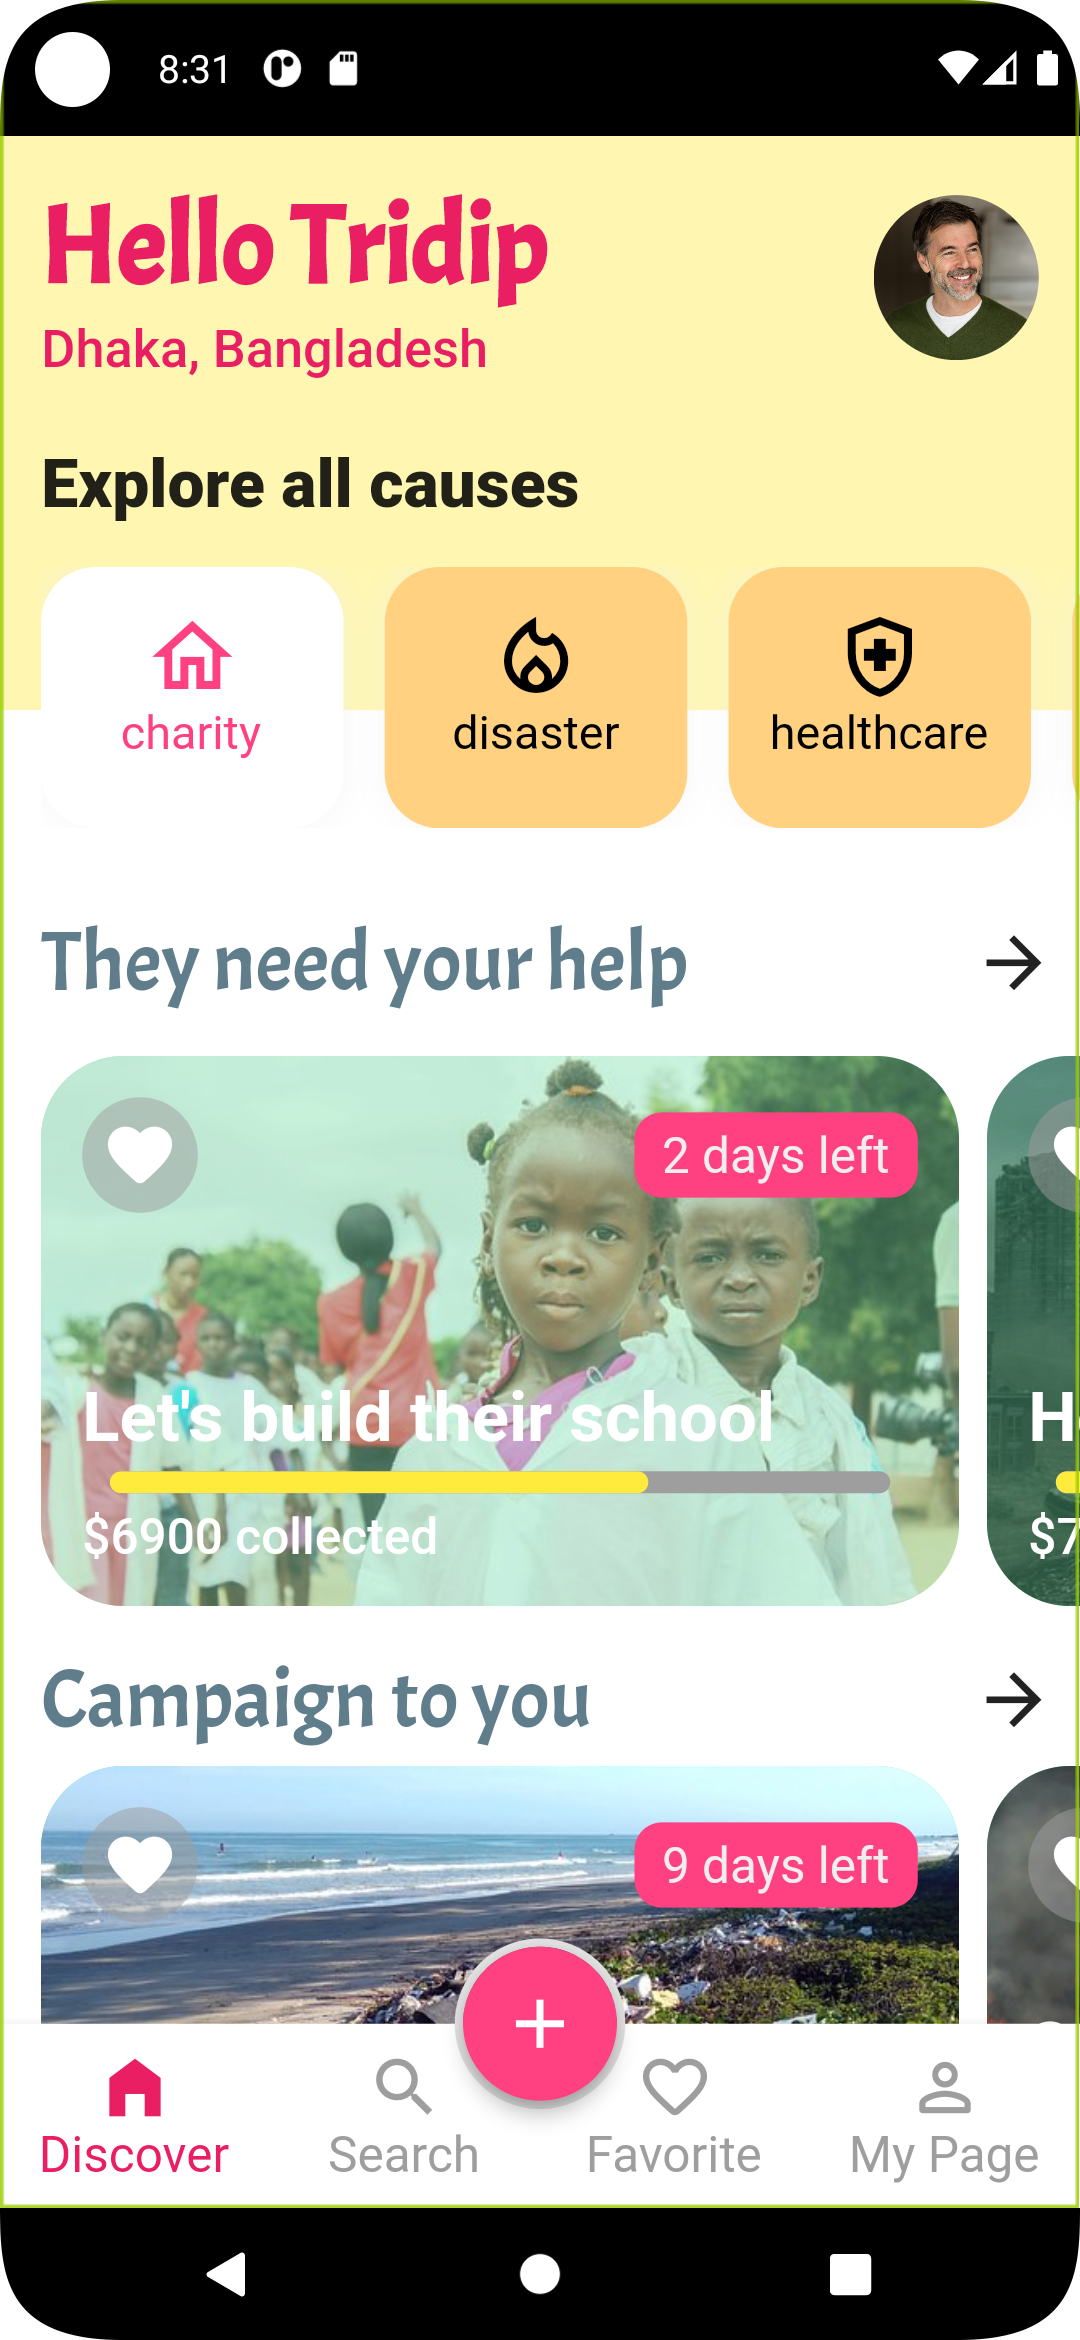 8:31
Hello Tridip
Dhaka, Bangladesh
Explore all causes
charity
disaster
healthcare
They need your help
2 days left
Let's build their school
H
$6900 collected
$7
Campaign to you
9 days left
Discover
Search
Favorite
My Page